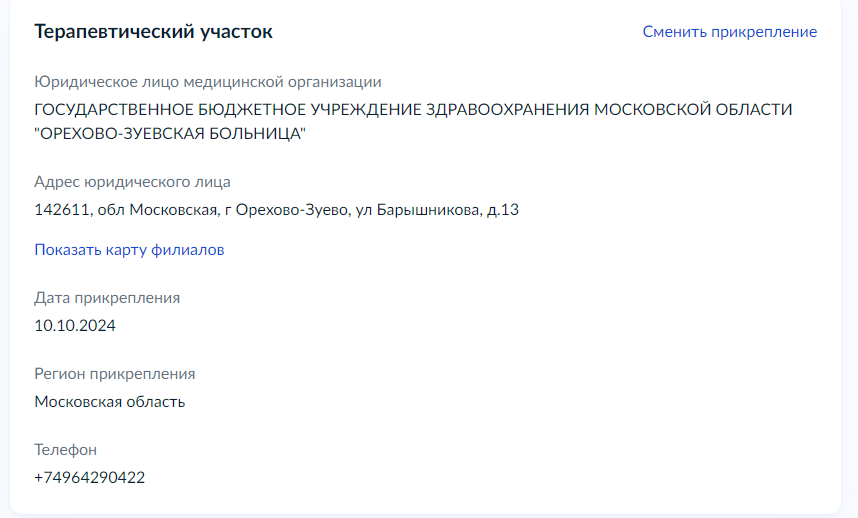 Терапевтический участок
Сменить прикрепление
Юридическое лицо медицинской организации
ГОСУДАРСТВЕННОЕ БЮДЖЕТНОЕ УЧРЕЖДЕНИЕ ЗДРАВООХРАНЕНИЯ МОСКОВСКОЙ ОБЛАСТИ
"ОРЕХОВО-ЗУЕВСКАЯ БОЛЬНИЦА"
Адрес юридического лица
142611, обл Московская, г Орехово-Зуево, ул Барышникова, д.13
Показать карту филиалов
Дата прикрепления
10.10.2024
Регион прикрепления
Московская область
Телефон
+74964290422